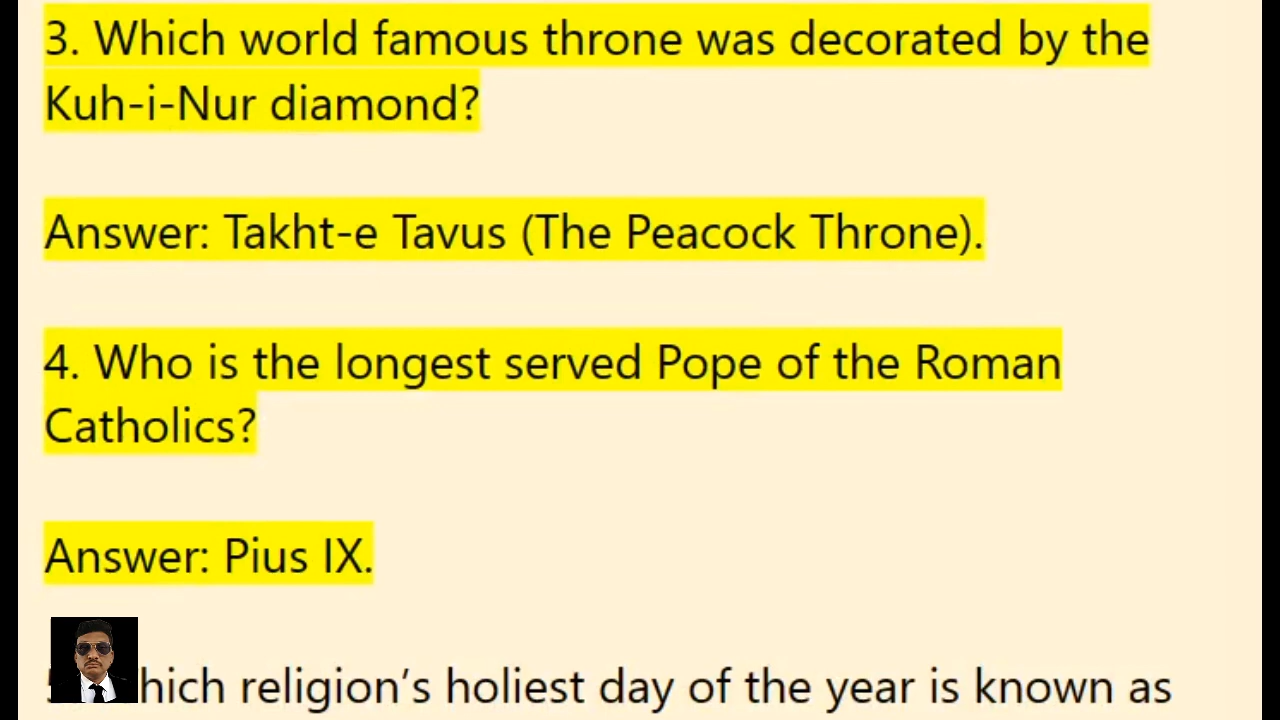 3. Which world famous throne was decorated by the
Kuh-i-Nur diamond?
Answer: Takht-e Tavus (The Peacock Throne).
4. Who is the longest served Pope of the Roman
Catholics?
Answer: Pius IX.
religion’s holiest day of the year is known as